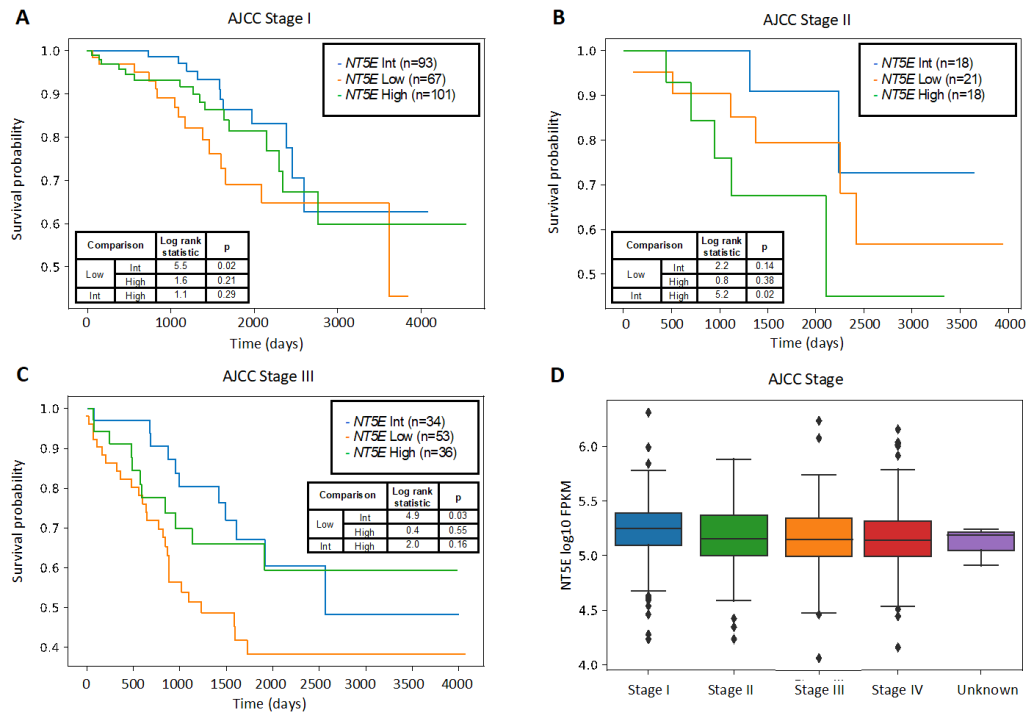 A
AJCC Stage I
Survival probability
1.0
0.9
0.8
0.7
0.6
0.5
NT5E Int (n=93)
NT5E Low (n=67)
NT5E High (n=101)
Comparison Log rank statistic p
Low Int 5.5 0.02
High 1.6 0.21
Int High 1.1 0.29
0 1000 2000 3000 4000
Time (days)
B
AJCC Stage II
Survival probability
1.0
0.9
0.8
0.7
0.6
0.5
NT5E Int (n=18)
NT5E Low (n=21)
NT5E High (n=18)
Comparison Log rank statistic p
Low Int 2.2 0.14
High 0.8 0.38
Int High 5.2 0.02
0 500 1000 1500 2000 2500 3000 3500 4000
Time (days)
C
AJCC Stage III
Survival probability
1.0
0.9
0.8
0.7
0.6
0.5
0.4
NT5E Int (n=34)
NT5E Low (n=53)
NT5E High (n=36)
Comparison Log rank statistic p
Low Int 4.9 0.03
High 0.4 0.55
Int High 2.0 0.16
0 500 1000 1500 2000 2500 3000 3500 4000
Time (days)
D
AJCC Stage
NT5E log10 FPKM
6.0
5.5
5.0
4.5
4.0
Stage I Stage II Stage III Stage IV Unknown